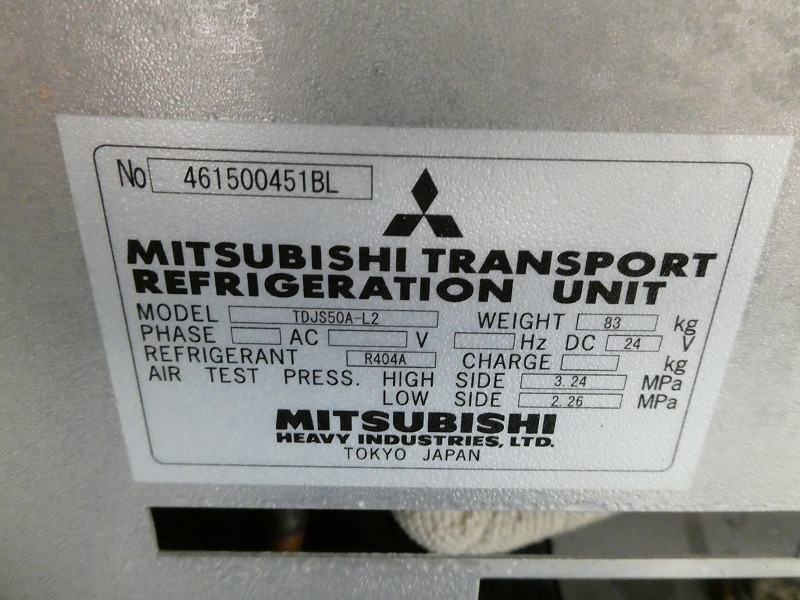 No 461500451BL
MITSUBISHI TRANSPORT
REFRIGERATION UNIT
MODEL TDJS50A-L2 WEIGHT 83 kg
PHASE AC V Hz DC 24 V
REFRIGERANT R404A CHARGE kg
AIR TEST PRESS. HIGH SIDE 3.24 MPa
LOW SIDE 2.26 MPa
MITSUBISHI
HEAVY INDUSTRIES, LTD.
TOKYO JAPAN